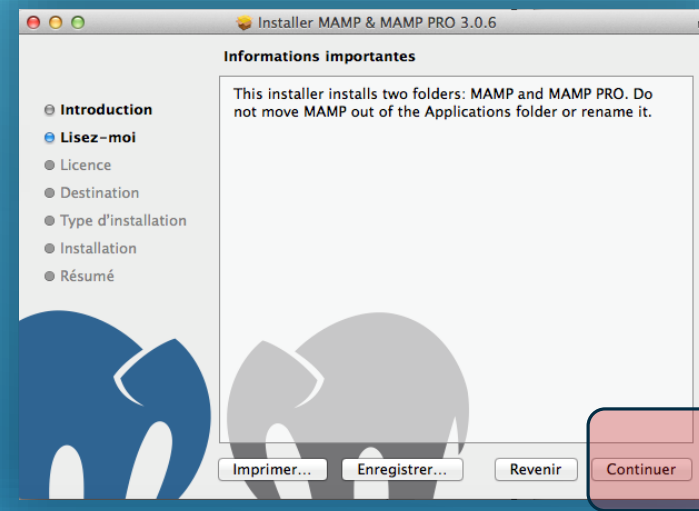 Installer MAMP & MAMP PRO 3.0.6
Informations importantes
This installer installs two folders: MAMP and MAMP PRO. Do
not move MAMP out of the Applications folder or rename it.
Introduction
Lisez-moi
Licence
Destination
Type d'installation
Installation
Résumé
Imprimer... Enregistrer... Revenir Continuer